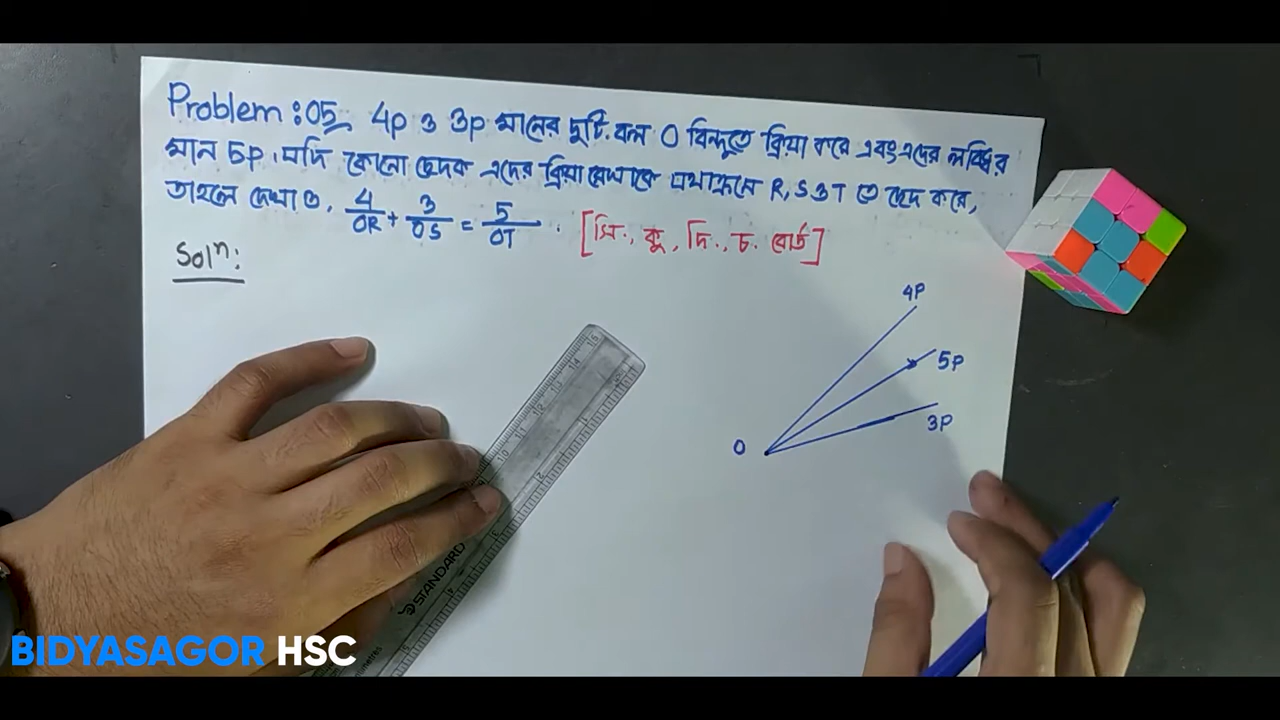 Problem: 05, 4P ও 3P মানের দুটি বল O বিন্দুতে ক্রিয়া করে এবং এদের লব্ধির
মান 5P। যদি কোনো ছেদক এদের ক্রিয়া রেখাকে যথাক্রমে R, S ও T তে ছেদ করে,
তাহলে দেখাও, 4/OR + 3/OS = 5/OT . [সি., কু, দি., চ. বোর্ড]
Solⁿ:
4P
5P
3P
O
STANDARD
BIDYASAGOR HSC